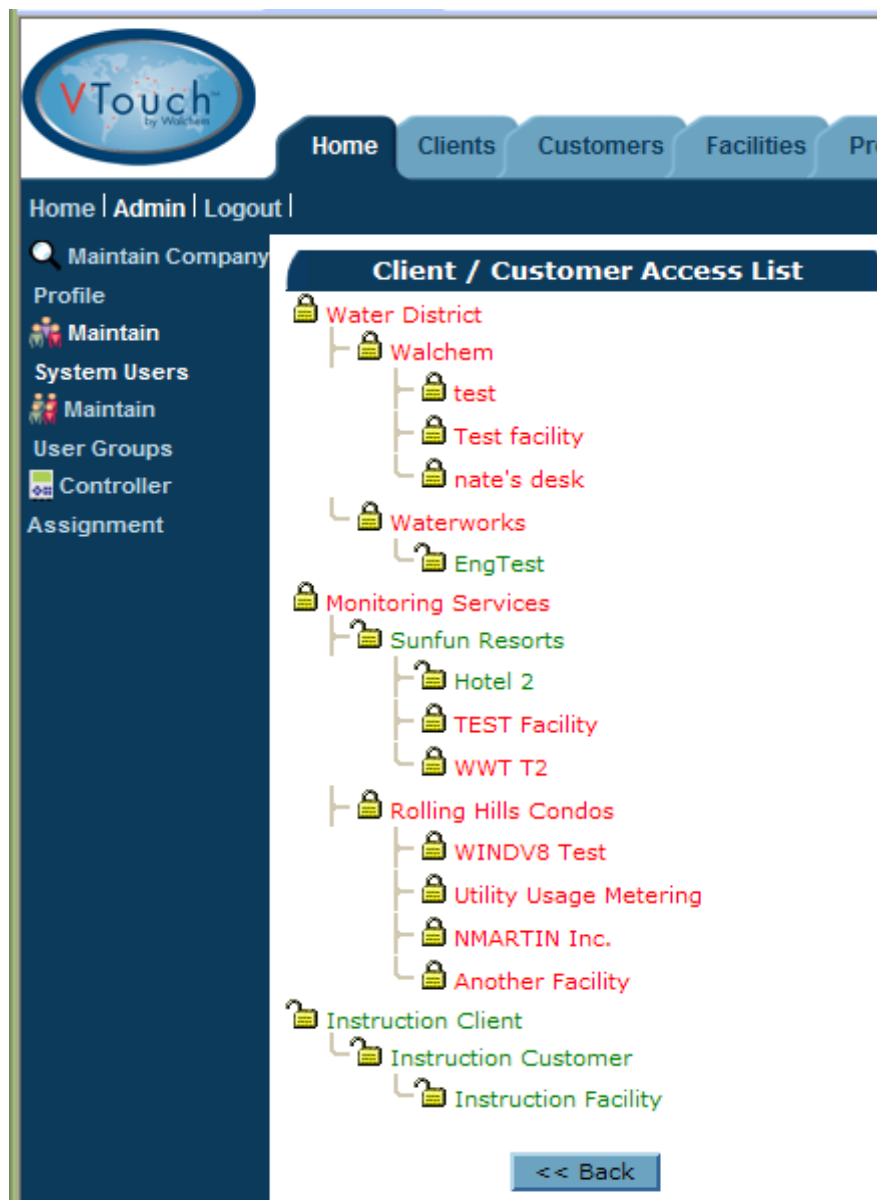 VTouch™
by Walchem
Home Clients Customers Facilities Pr
Home | Admin | Logout |
Maintain Company
Profile
Maintain
System Users
Maintain
User Groups
Controller
Assignment
Client / Customer Access List
Water District
Walchem
test
Test facility
nate's desk
Waterworks
EngTest
Monitoring Services
Sunfun Resorts
Hotel 2
TEST Facility
WWT T2
Rolling Hills Condos
WINDV8 Test
Utility Usage Metering
NMARTIN Inc.
Another Facility
Instruction Client
Instruction Customer
Instruction Facility
<< Back